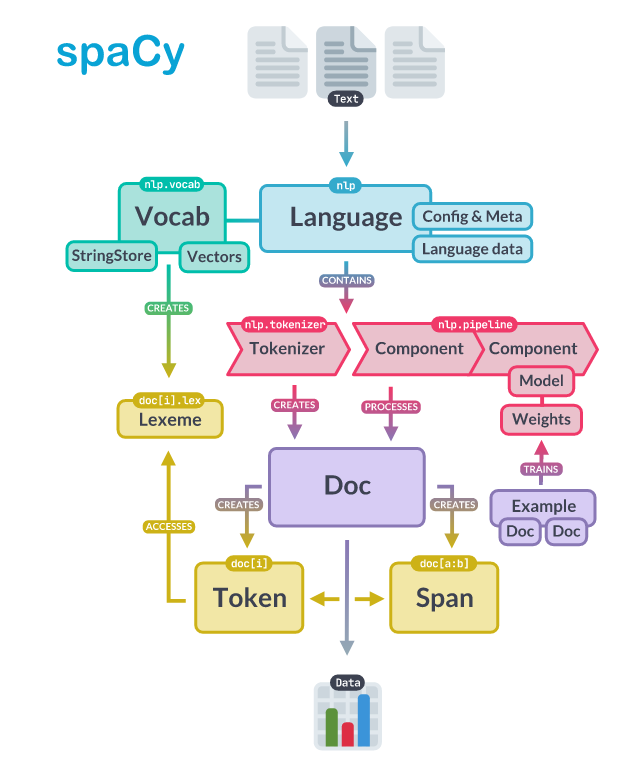 spaCy
Text
nlp.vocab
nlp
Vocab
Language
Config & Meta
StringStore
Vectors
Language data
CONTAINS
CREATES
nlp.tokenizer
nlp.pipeline
Tokenizer
Component
Component
Model
doc[i].lex
Lexeme
CREATES
PROCESSES
Weights
TRAINS
Doc
CREATES
CREATES
Example
Doc
Doc
ACCESSES
doc[i]
doc[a:b]
Token
Span
Data